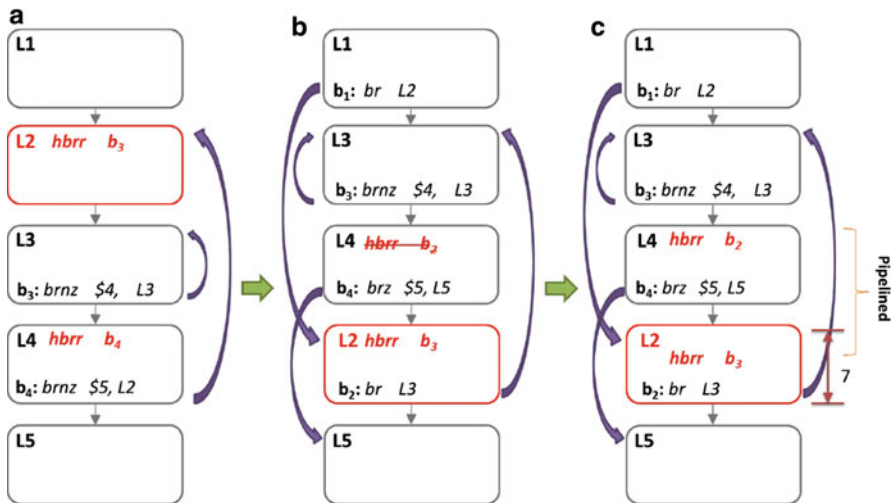 a
L1
L2 hbrr b3
L3
b3: brnz $4, L3
L4 hbrr b4
b4: brnz $5, L2
L5
b
L1
b1: br L2
L3
b3: brnz $4, L3
L4 hbrr b2
b4: brz $5, L5
L2 hbrr b3
b2: br L3
L5
c
L1
b1: br L2
L3
b3: brnz $4, L3
L4 hbrr b2
b4: brz $5, L5
L2
hbrr b3
b2: br L3
L5
Pipelined
7